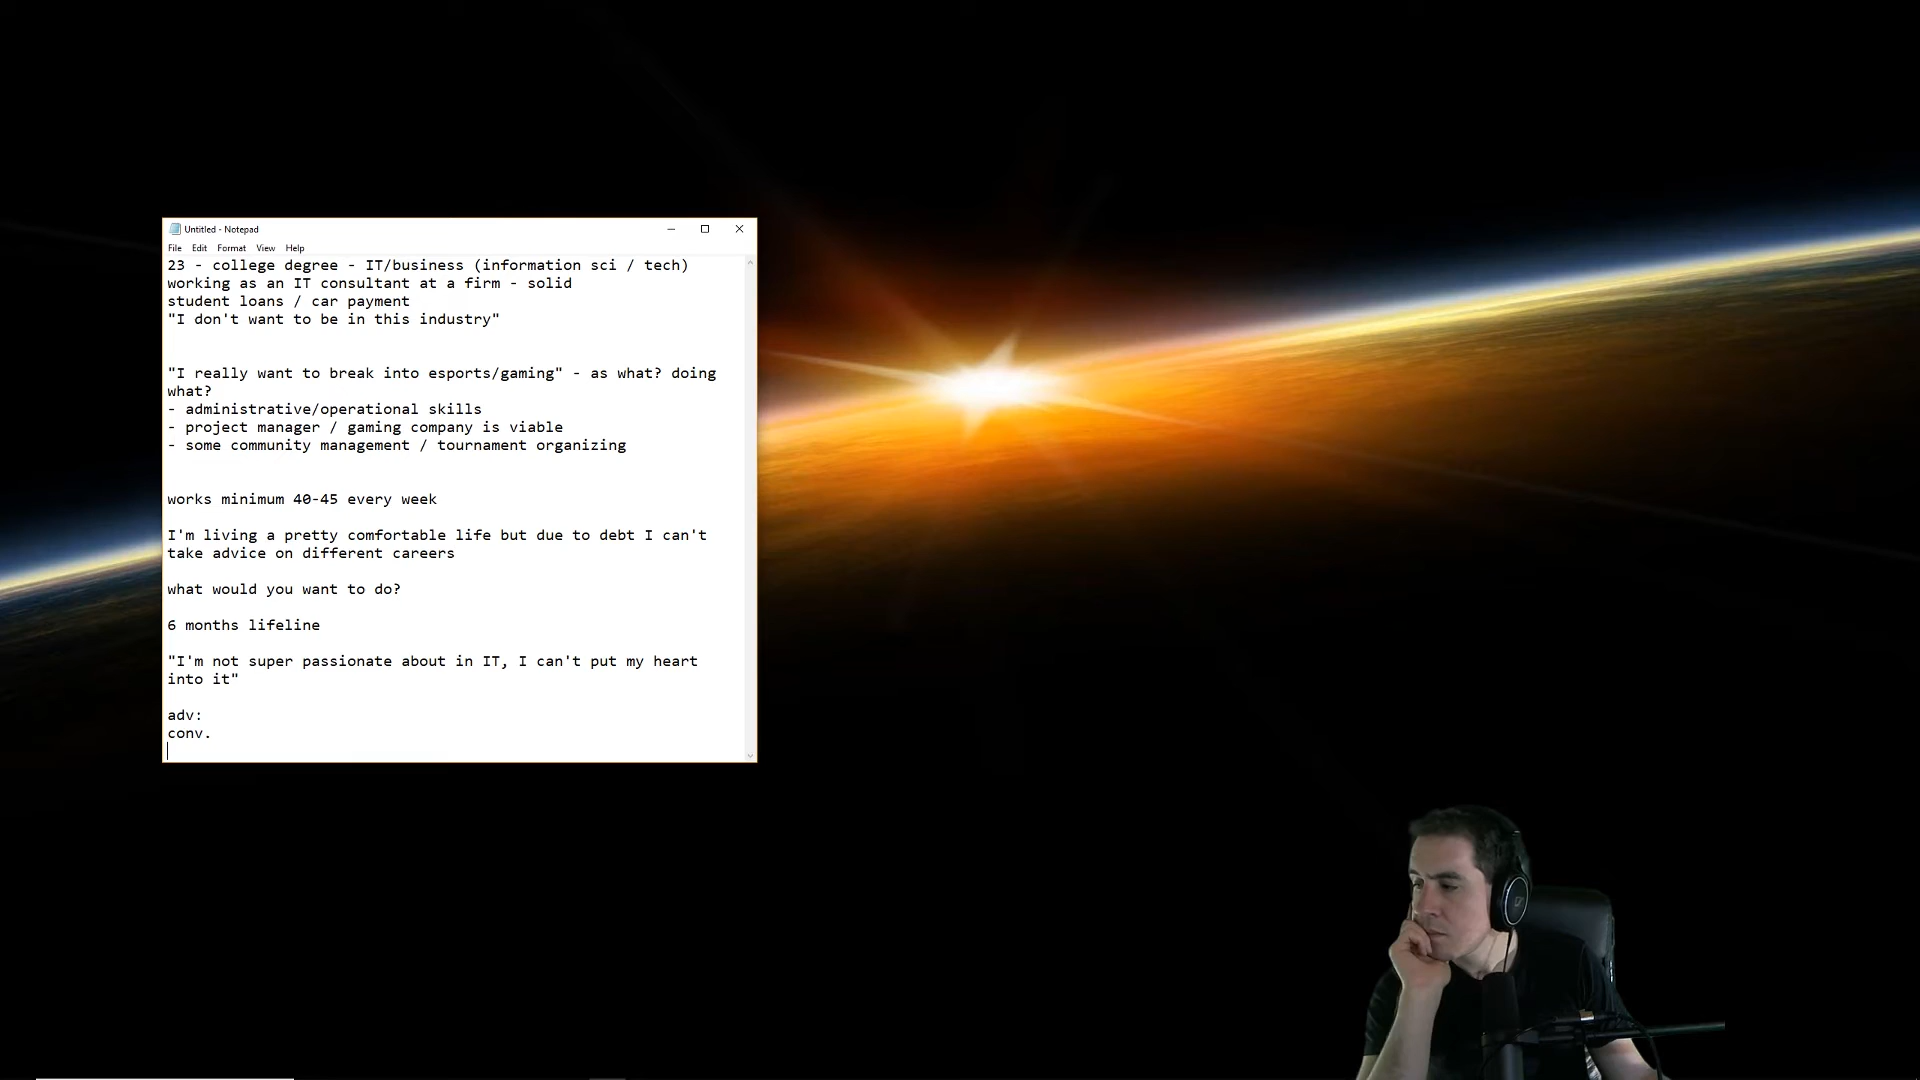 Untitled - Notepad
File Edit Format View Help
23 - college degree - IT/business (information sci / tech)
working as an IT consultant at a firm - solid
student loans / car payment
"I don't want to be in this industry"
"I really want to break into esports/gaming" - as what? doing
what?
- administrative/operational skills
- project manager / gaming company is viable
- some community management / tournament organizing
works minimum 40-45 every week
I'm living a pretty comfortable life but due to debt I can't
take advice on different careers
what would you want to do?
6 months lifeline
"I'm not super passionate about in IT, I can't put my heart
into it"
adv:
conv.